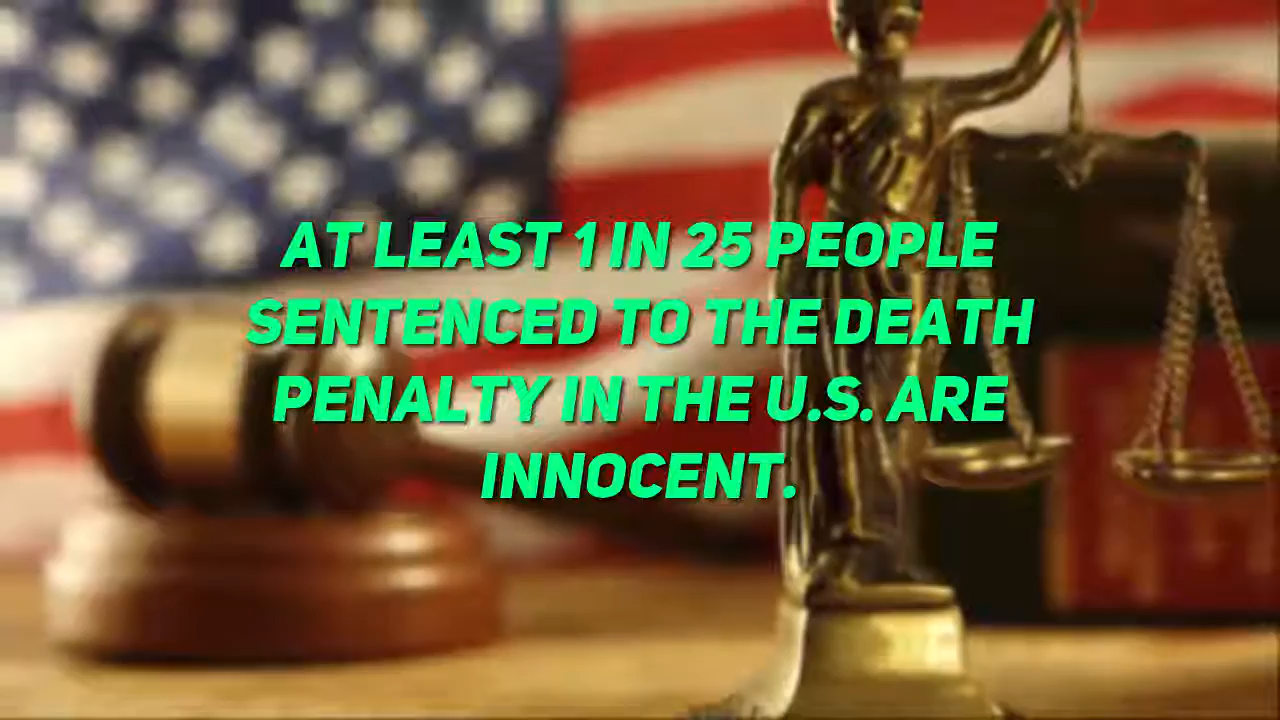 AT LEAST 1 IN 25 PEOPLE
SENTENCED TO THE DEATH
PENALTY IN THE U.S. ARE
INNOCENT.